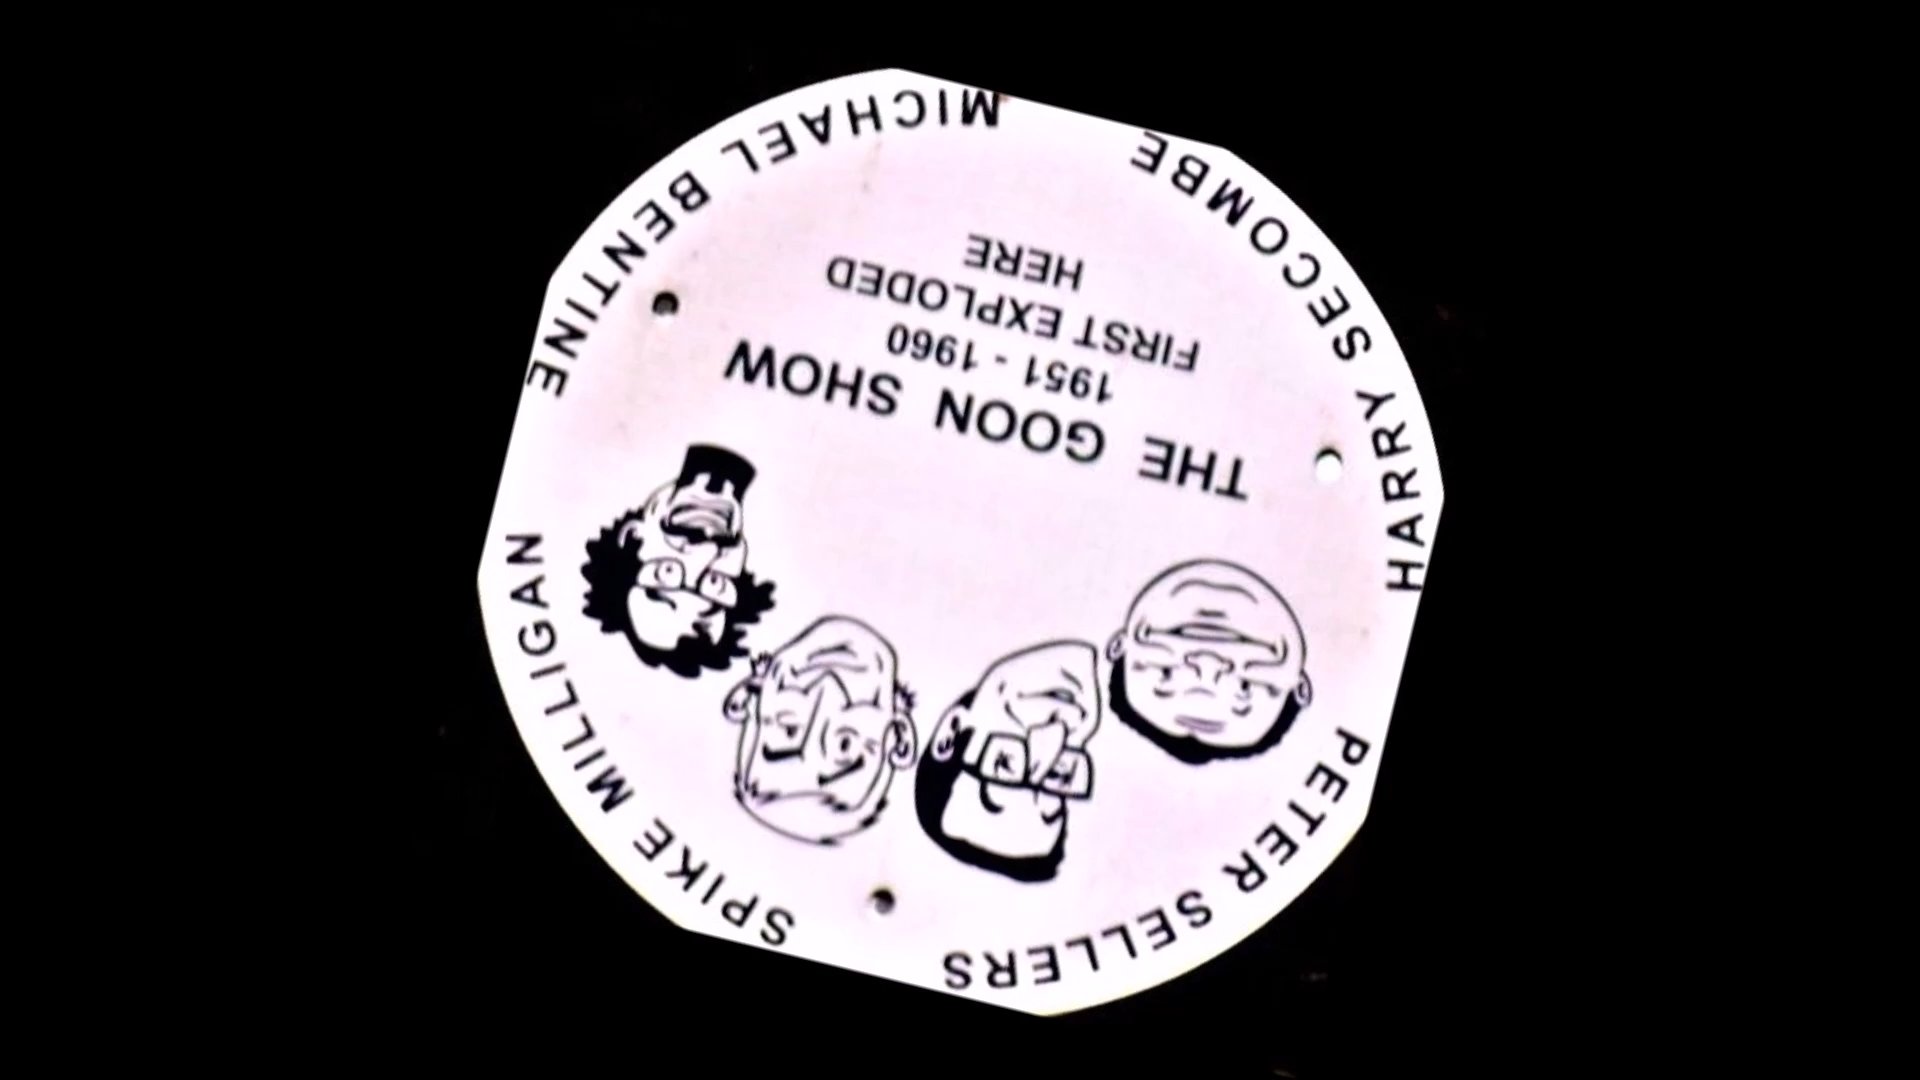 PETER SELLERS
SPIKE MILLIGAN
MICHAEL BENTINE
HARRY SECOMBE
THE GOON SHOW
1951 - 1960
FIRST EXPLODED
HERE